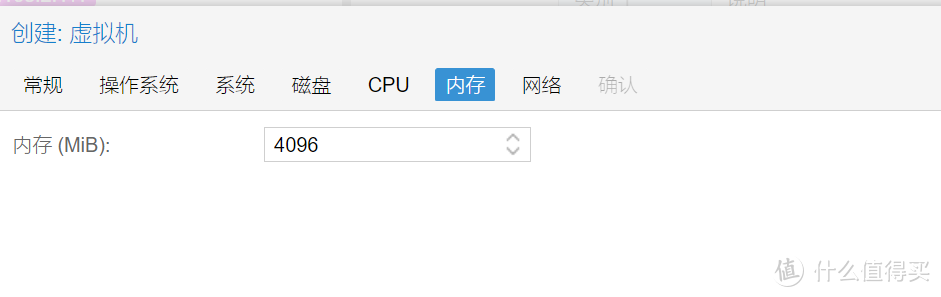 创建: 虚拟机
常规 操作系统 系统 磁盘 CPU 内存 网络 确认
内存 (MiB): 4096
值 什么值得买